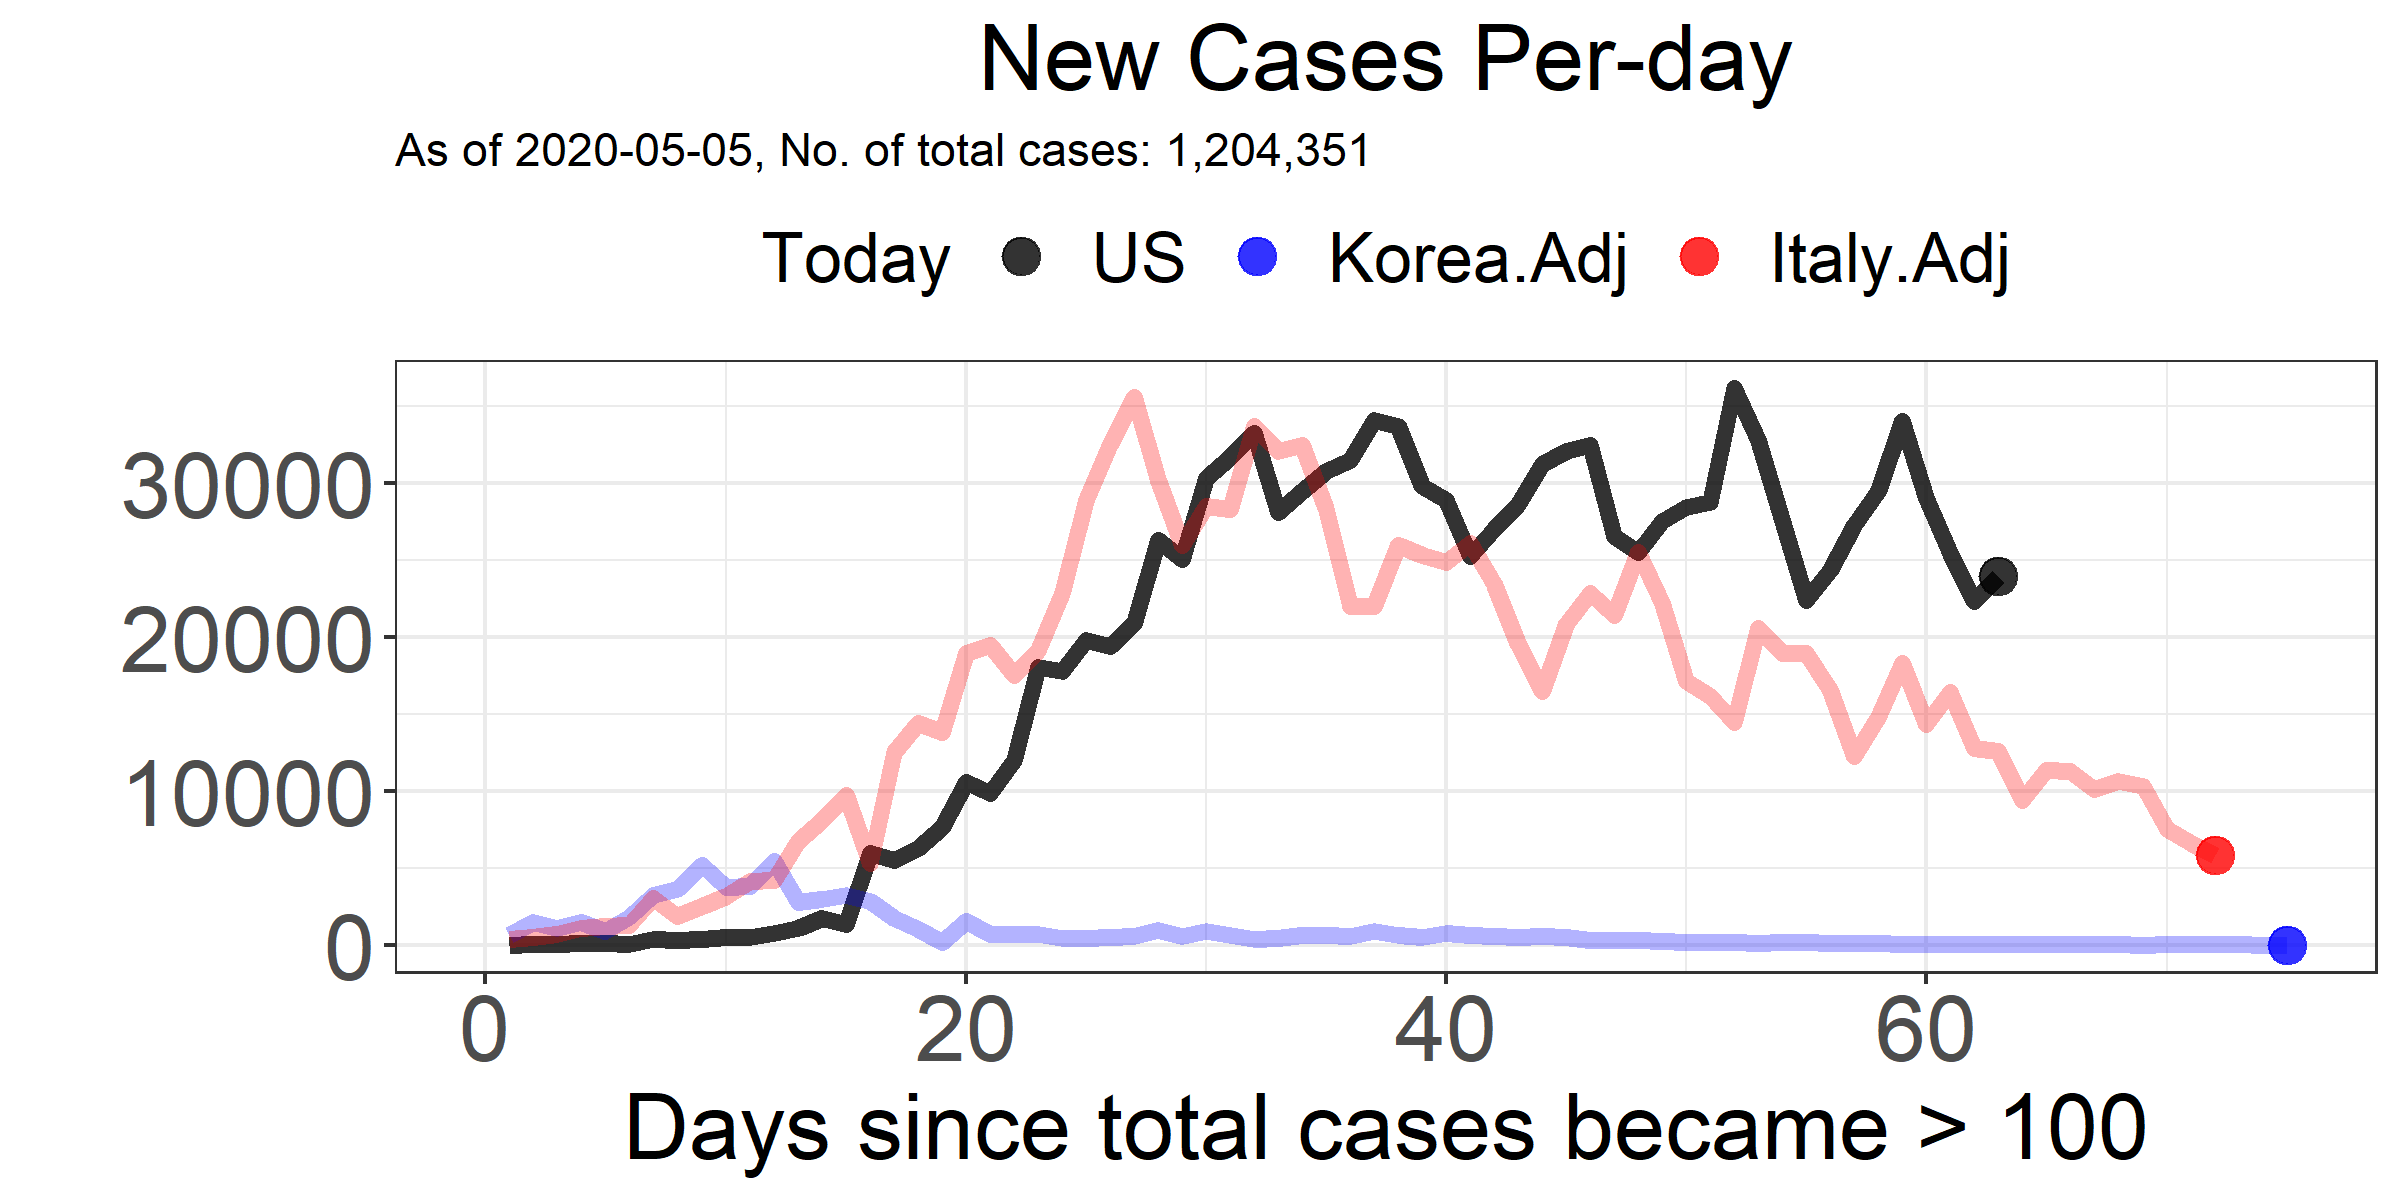 New Cases Per-day
As of 2020-05-05, No. of total cases: 1,204,351
Today US Korea.Adj Italy.Adj
30000
20000
10000
0
0 20 40 60
Days since total cases became > 100